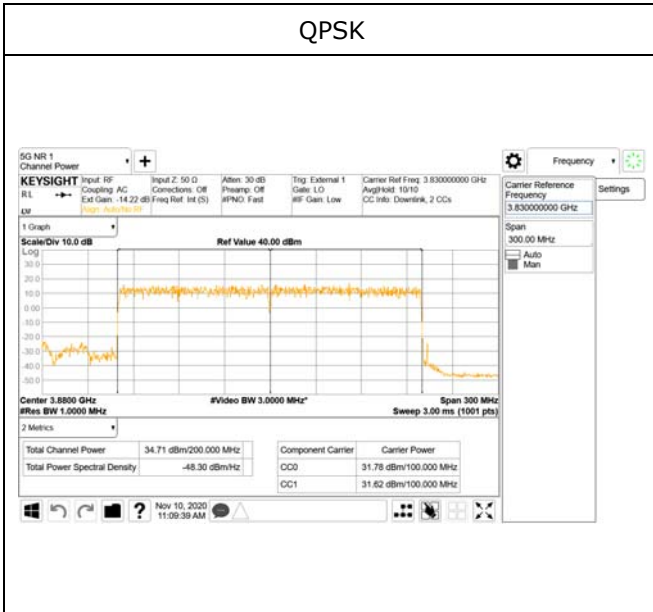 QPSK
5G NR 1
Channel Power
Frequency
KEYSIGHT
Input: RF
Input Z: 50 Ω
Atten: 30 dB
Trig: External 1
Carrier Ref Freq: 3.830000000 GHz
RL
Coupling: AC
Corrections: Off
Preamp: Off
Gate: LO
Avg|Hold: 10/10
Ext Gain: -14.22 dB
Freq Ref: Int (S)
#PNO: Fast
#IF Gain: Low
CC Info: Downlink, 2 CCs
Align: Auto/No RF
Carrier Reference
Frequency
3.830000000 GHz
Settings
Span
300.00 MHz
Auto
Man
1 Graph
Scale/Div 10.0 dB
Ref Value 40.00 dBm
Log
30.0
20.0
10.0
0.00
-10.0
-20.0
-30.0
-40.0
-50.0
Center 3.8800 GHz
#Video BW 3.0000 MHz*
Span 300 MHz
#Res BW 1.0000 MHz
Sweep 3.00 ms (1001 pts)
2 Metrics
Total Channel Power
34.71 dBm/200.000 MHz
Total Power Spectral Density
-48.30 dBm/Hz
Component Carrier
Carrier Power
CC0
31.78 dBm/100.000 MHz
CC1
31.62 dBm/100.000 MHz
?
Nov 10, 2020
11:09:39 AM